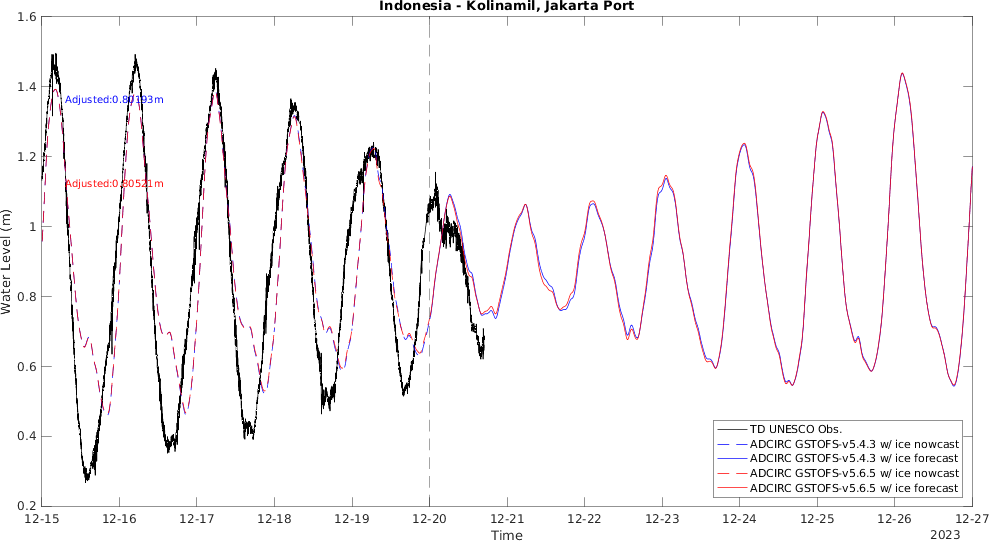 Indonesia - Kolinamil, Jakarta Port
1.6
1.4
1.2
1
0.8
0.6
0.4
0.2
Water Level (m)
Adjusted:0.80193m
Adjusted:0.80521m
TD UNESCO Obs.
ADCIRC GSTOFS-v5.4.3 w/ ice nowcast
ADCIRC GSTOFS-v5.4.3 w/ ice forecast
ADCIRC GSTOFS-v5.6.5 w/ ice nowcast
ADCIRC GSTOFS-v5.6.5 w/ ice forecast
12-15 12-16 12-17 12-18 12-19 12-20 12-21 12-22 12-23 12-24 12-25 12-26 12-27
Time
2023